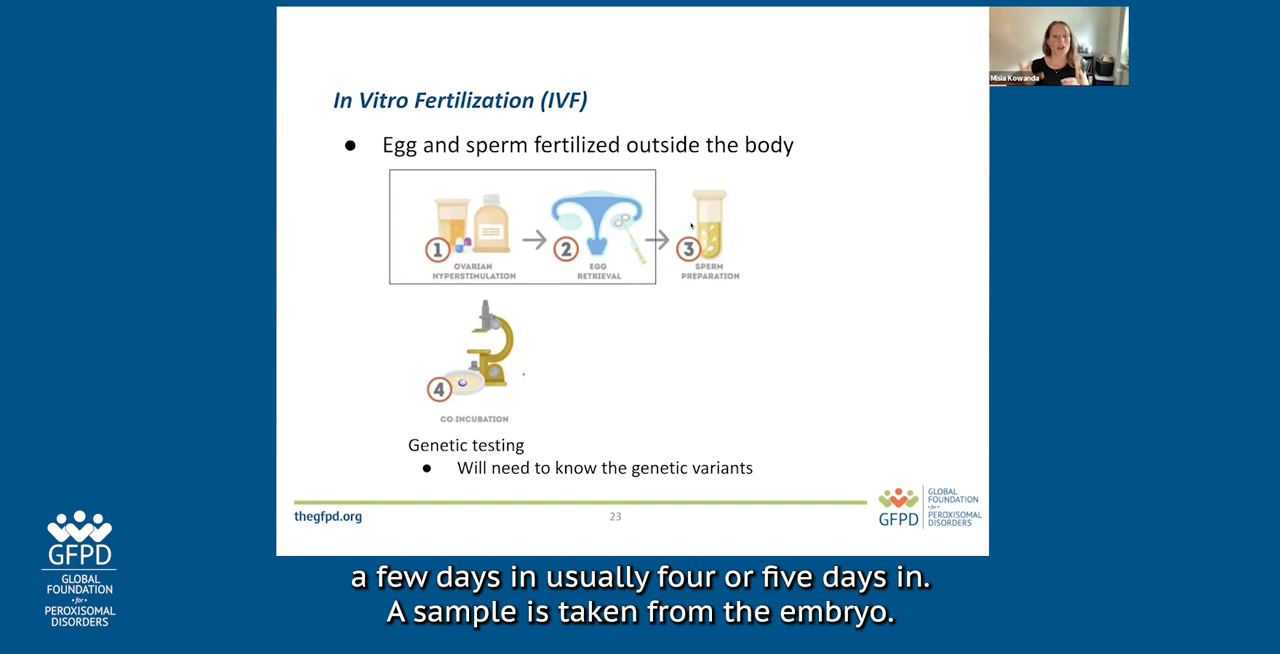 Misia Kowanda
In Vitro Fertilization (IVF)
● Egg and sperm fertilized outside the body
1
OVARIAN
HYPERSTIMULATION
2
EGG
RETRIEVAL
3
SPERM
PREPARATION
4
CO-INCUBATION
Genetic testing
● Will need to know the genetic variants
thegfpd.org
23
GFPD
GLOBAL
FOUNDATION
for
PEROXISOMAL
DISORDERS
GFPD
GLOBAL
FOUNDATION
for
PEROXISOMAL
DISORDERS
a few days in usually four or five days in.
A sample is taken from the embryo.